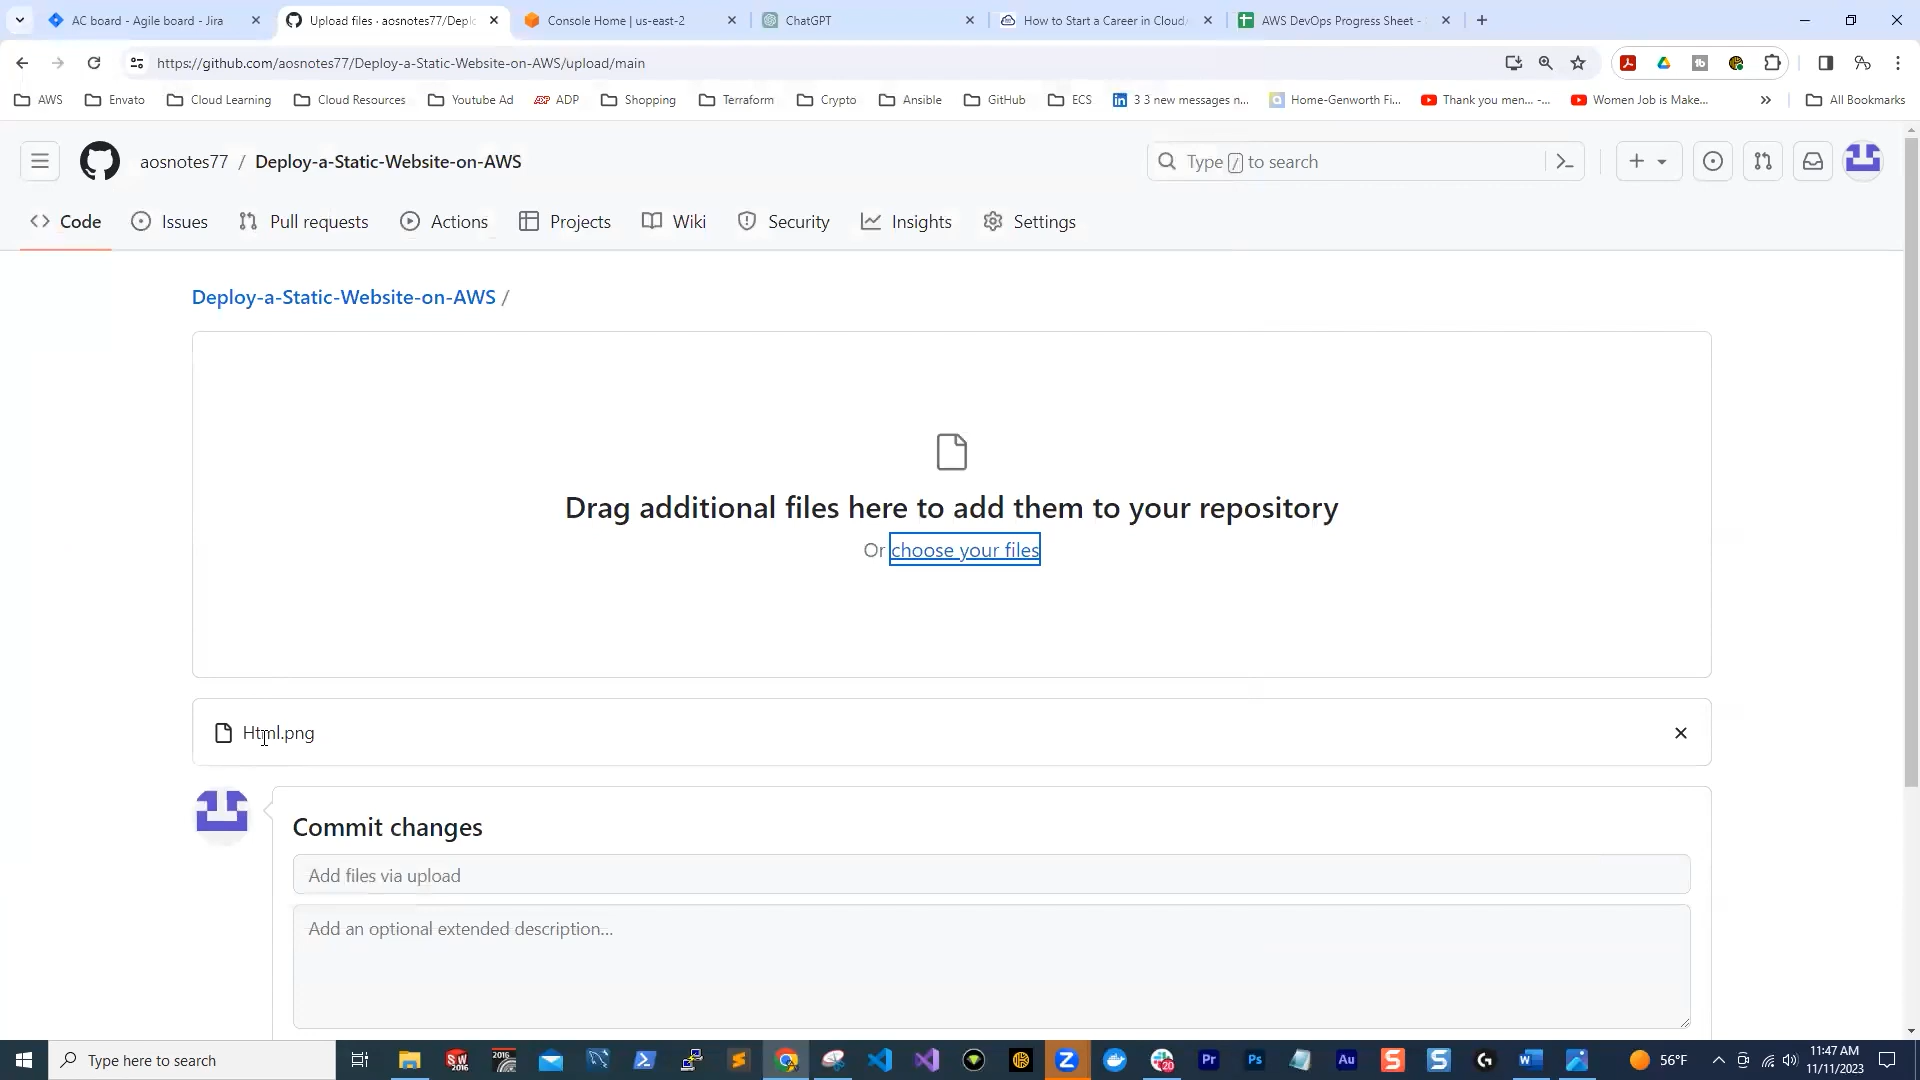 AC board - Agile board - Jira
Upload files · aosnotes77/Deplo
Console Home | us-east-2
ChatGPT
How to Start a Career in Cloud
AWS DevOps Progress Sheet -
https://github.com/aosnotes77/Deploy-a-Static-Website-on-AWS/upload/main
AWS
Envato
Cloud Learning
Cloud Resources
Youtube Ad
ADP
Shopping
Terraform
Crypto
Ansible
GitHub
ECS
3 3 new messages n...
Home-Genworth Fi...
Thank you men... -...
Women Job is Make...
All Bookmarks
aosnotes77 / Deploy-a-Static-Website-on-AWS
Type / to search
Code
Issues
Pull requests
Actions
Projects
Wiki
Security
Insights
Settings
Deploy-a-Static-Website-on-AWS /
Drag additional files here to add them to your repository
Or choose your files
Html.png
Commit changes
Add files via upload
Add an optional extended description...
Type here to search
56°F
11:47 AM
11/11/2023